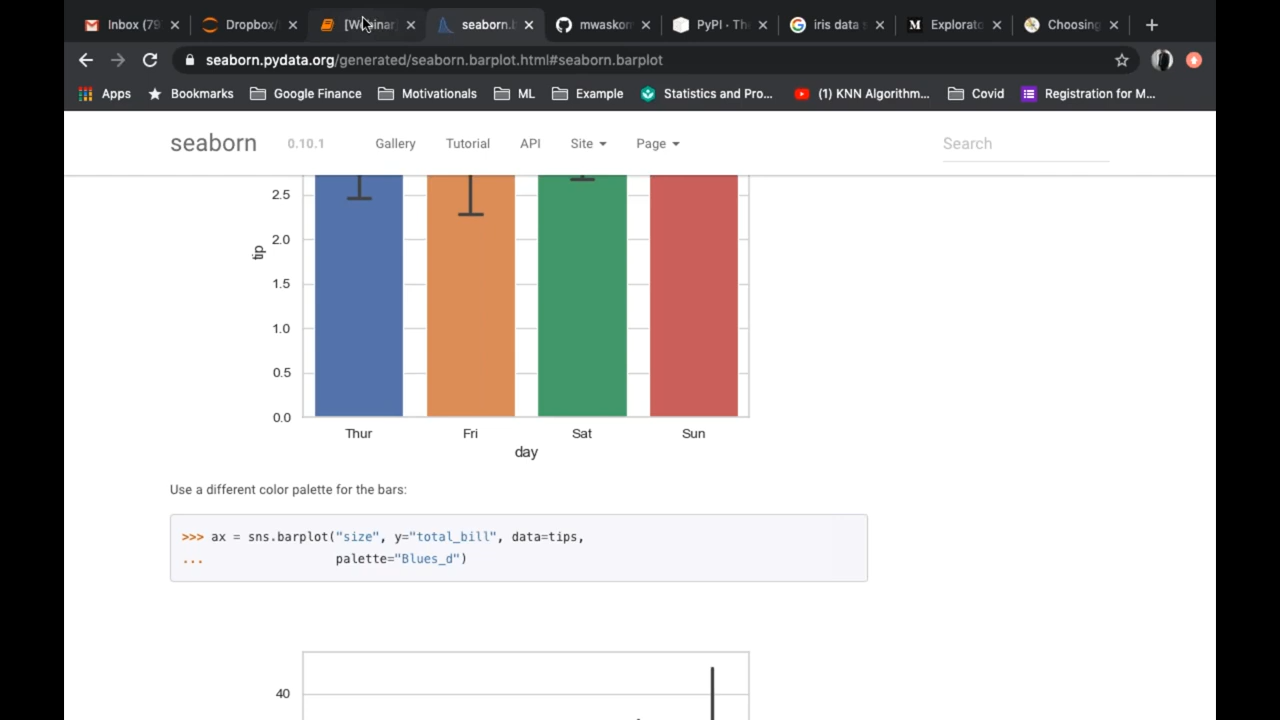 Inbox (79 Dropbox/ [Webinar seaborn.b mwaskom PyPI · Th iris data s Explorato Choosing
seaborn.pydata.org/generated/seaborn.barplot.html#seaborn.barplot
Apps Bookmarks Google Finance Motivationals ML Example Statistics and Pro... (1) KNN Algorithm... Covid Registration for M...
seaborn 0.10.1 Gallery Tutorial API Site Page Search
2.5
2.0
1.5
1.0
0.5
0.0
tip
Thur Fri Sat Sun
day
Use a different color palette for the bars:
>>> ax = sns.barplot("size", y="total_bill", data=tips,
... palette="Blues_d")
40